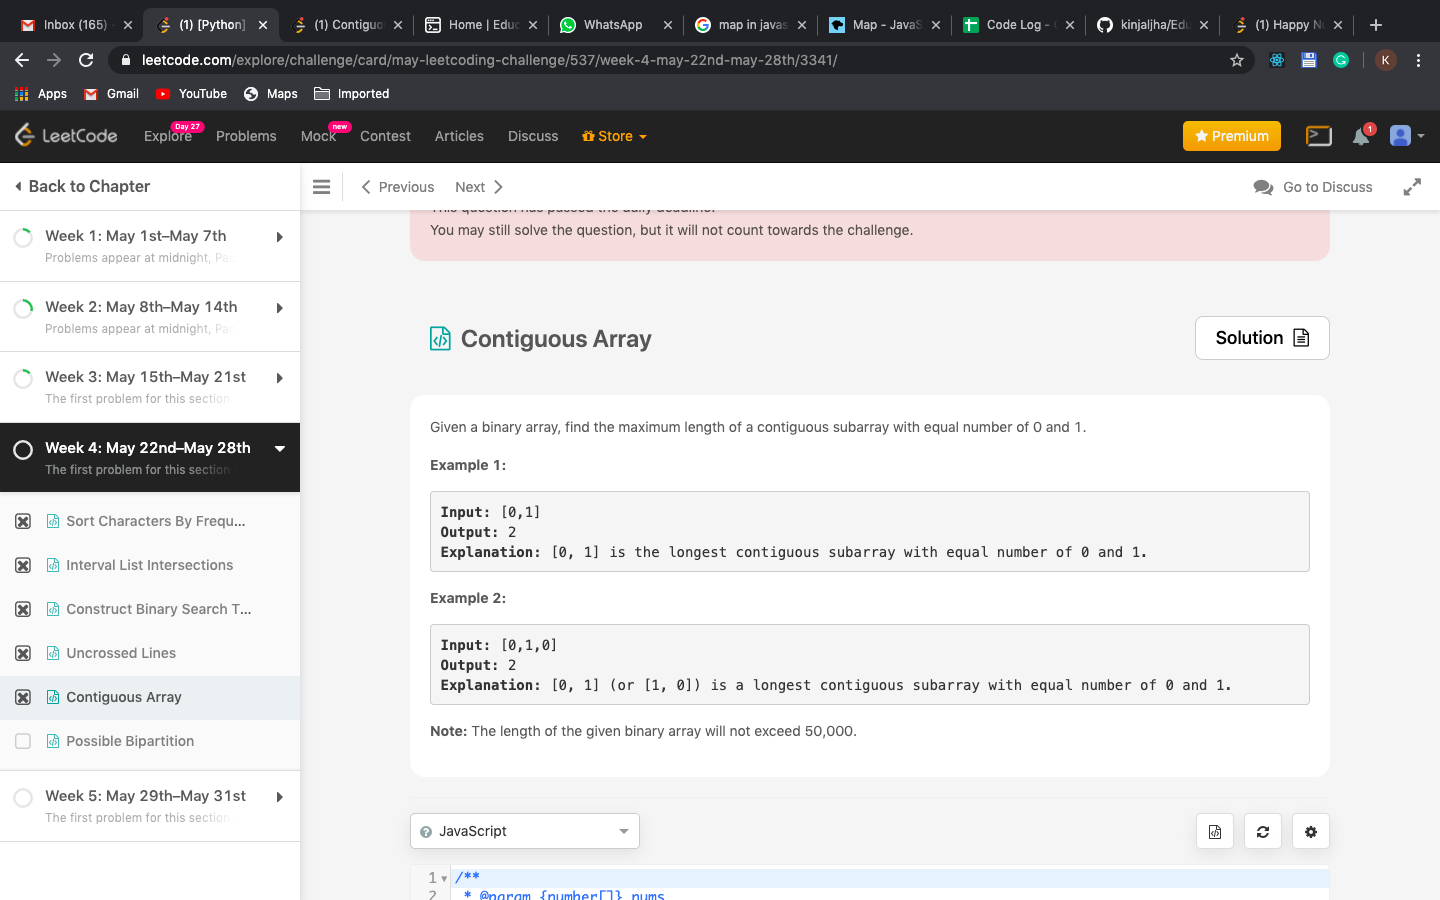 Inbox (165) -
(1) [Python]
(1) Contiguo
Home | Educ
WhatsApp
map in javas
Map - JavaS
Code Log - G
kinjaljha/Edu
(1) Happy Nu
leetcode.com/explore/challenge/card/may-leetcoding-challenge/537/week-4-may-22nd-may-28th/3341/
K
Apps
Gmail
YouTube
Maps
Imported
LeetCode
Explore
Day 27
Problems
Mock
new
Contest
Articles
Discuss
Store
Premium
1
Back to Chapter
Previous
Next
Go to Discuss
Week 1: May 1st–May 7th
Problems appear at midnight, Pac
Week 2: May 8th–May 14th
Problems appear at midnight, Pac
Week 3: May 15th–May 21st
The first problem for this section
Week 4: May 22nd–May 28th
The first problem for this section
Sort Characters By Frequ...
Interval List Intersections
Construct Binary Search T...
Uncrossed Lines
Contiguous Array
Possible Bipartition
Week 5: May 29th–May 31st
The first problem for this section
This question has passed the daily deadline.
You may still solve the question, but it will not count towards the challenge.
Contiguous Array
Solution
Given a binary array, find the maximum length of a contiguous subarray with equal number of 0 and 1.
Example 1:
Input: [0,1]
Output: 2
Explanation: [0, 1] is the longest contiguous subarray with equal number of 0 and 1.
Example 2:
Input: [0,1,0]
Output: 2
Explanation: [0, 1] (or [1, 0]) is a longest contiguous subarray with equal number of 0 and 1.
Note: The length of the given binary array will not exceed 50,000.
JavaScript
1 /**
2 * @param {number[]} nums